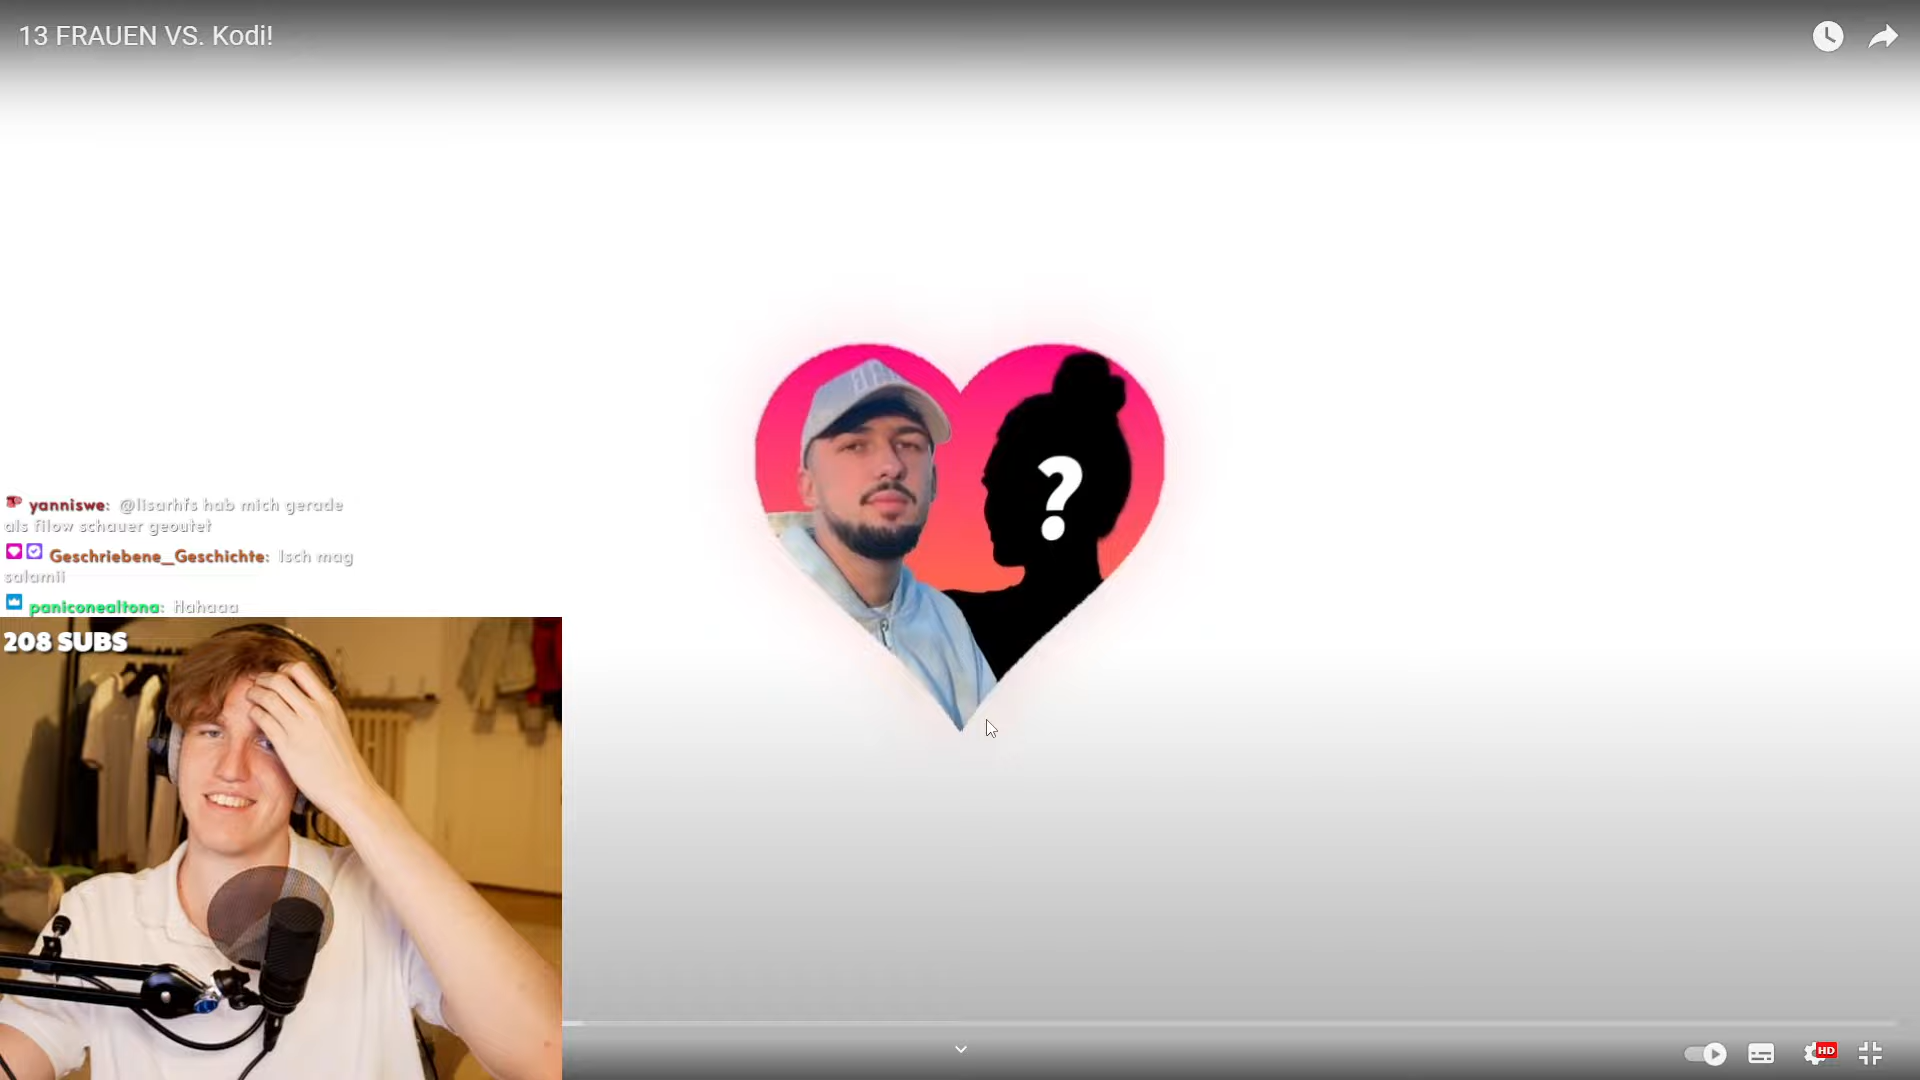 13 FRAUEN VS. Kodi!
?
yanniswe: @lisarhfs hab mich gerade
als filow schauer geoutet
Geschriebene_Geschichte: Isch mag
salamii
paniconealtona: Hahaaa
208 SUBS
HD